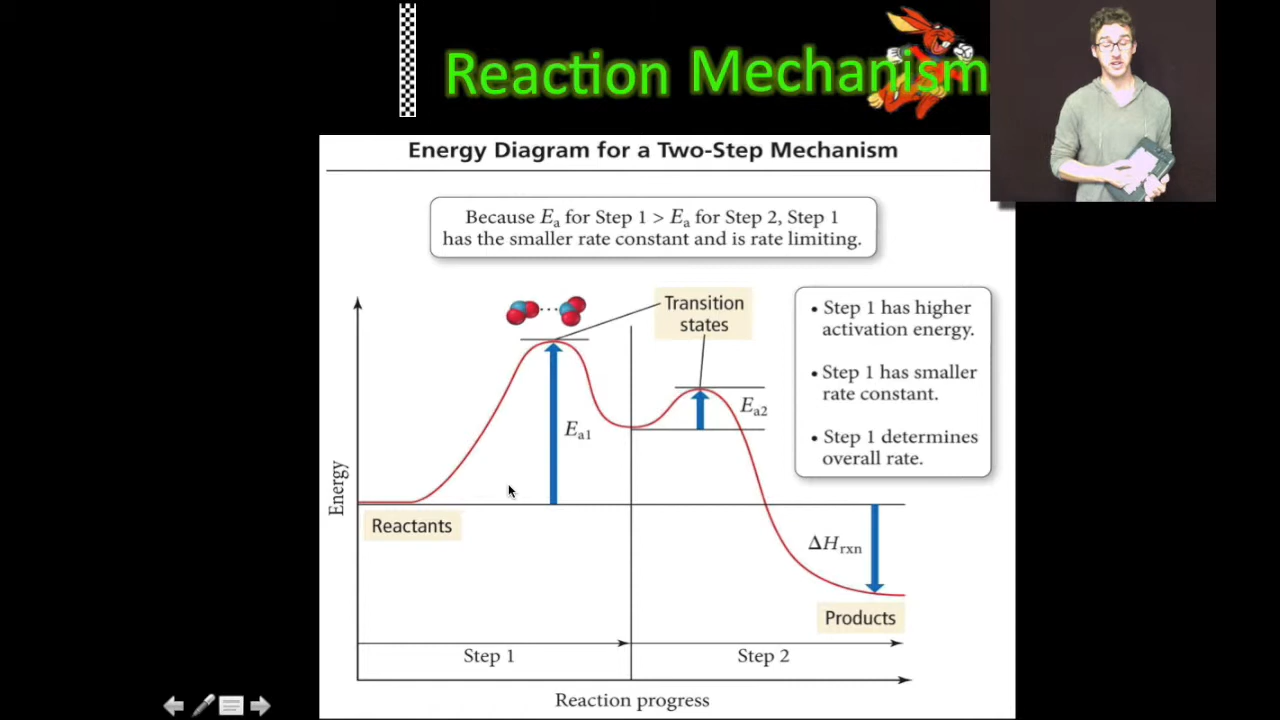 Reaction Mechanism
Energy Diagram for a Two-Step Mechanism
Because Ea for Step 1 > Ea for Step 2, Step 1
has the smaller rate constant and is rate limiting.
Transition
states
• Step 1 has higher
activation energy.
• Step 1 has smaller
rate constant.
• Step 1 determines
overall rate.
Ea1
Ea2
Energy
Reactants
ΔHrxn
Products
Step 1
Step 2
Reaction progress